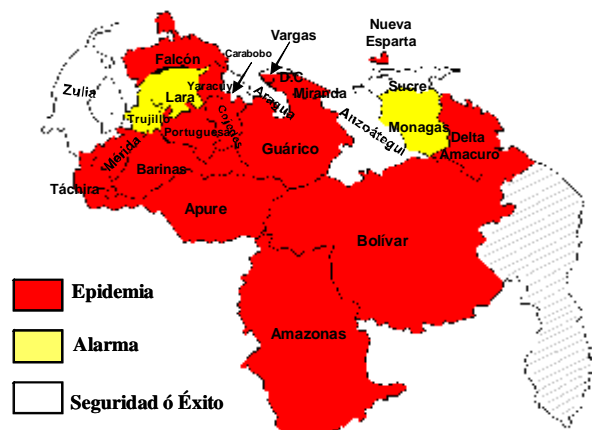 Nueva
Esparta
Vargas
Carabobo
Falcón
D.C
Zulia
Yaracuy
Aragua
Miranda
Sucre
Lara
Trujillo
Anzoátegui
Monagas
Portuguesa
Cojedes
Delta
Amacuro
Mérida
Guárico
Barinas
Táchira
Apure
Bolívar
Amazonas
Epidemia
Alarma
Seguridad ó Éxito